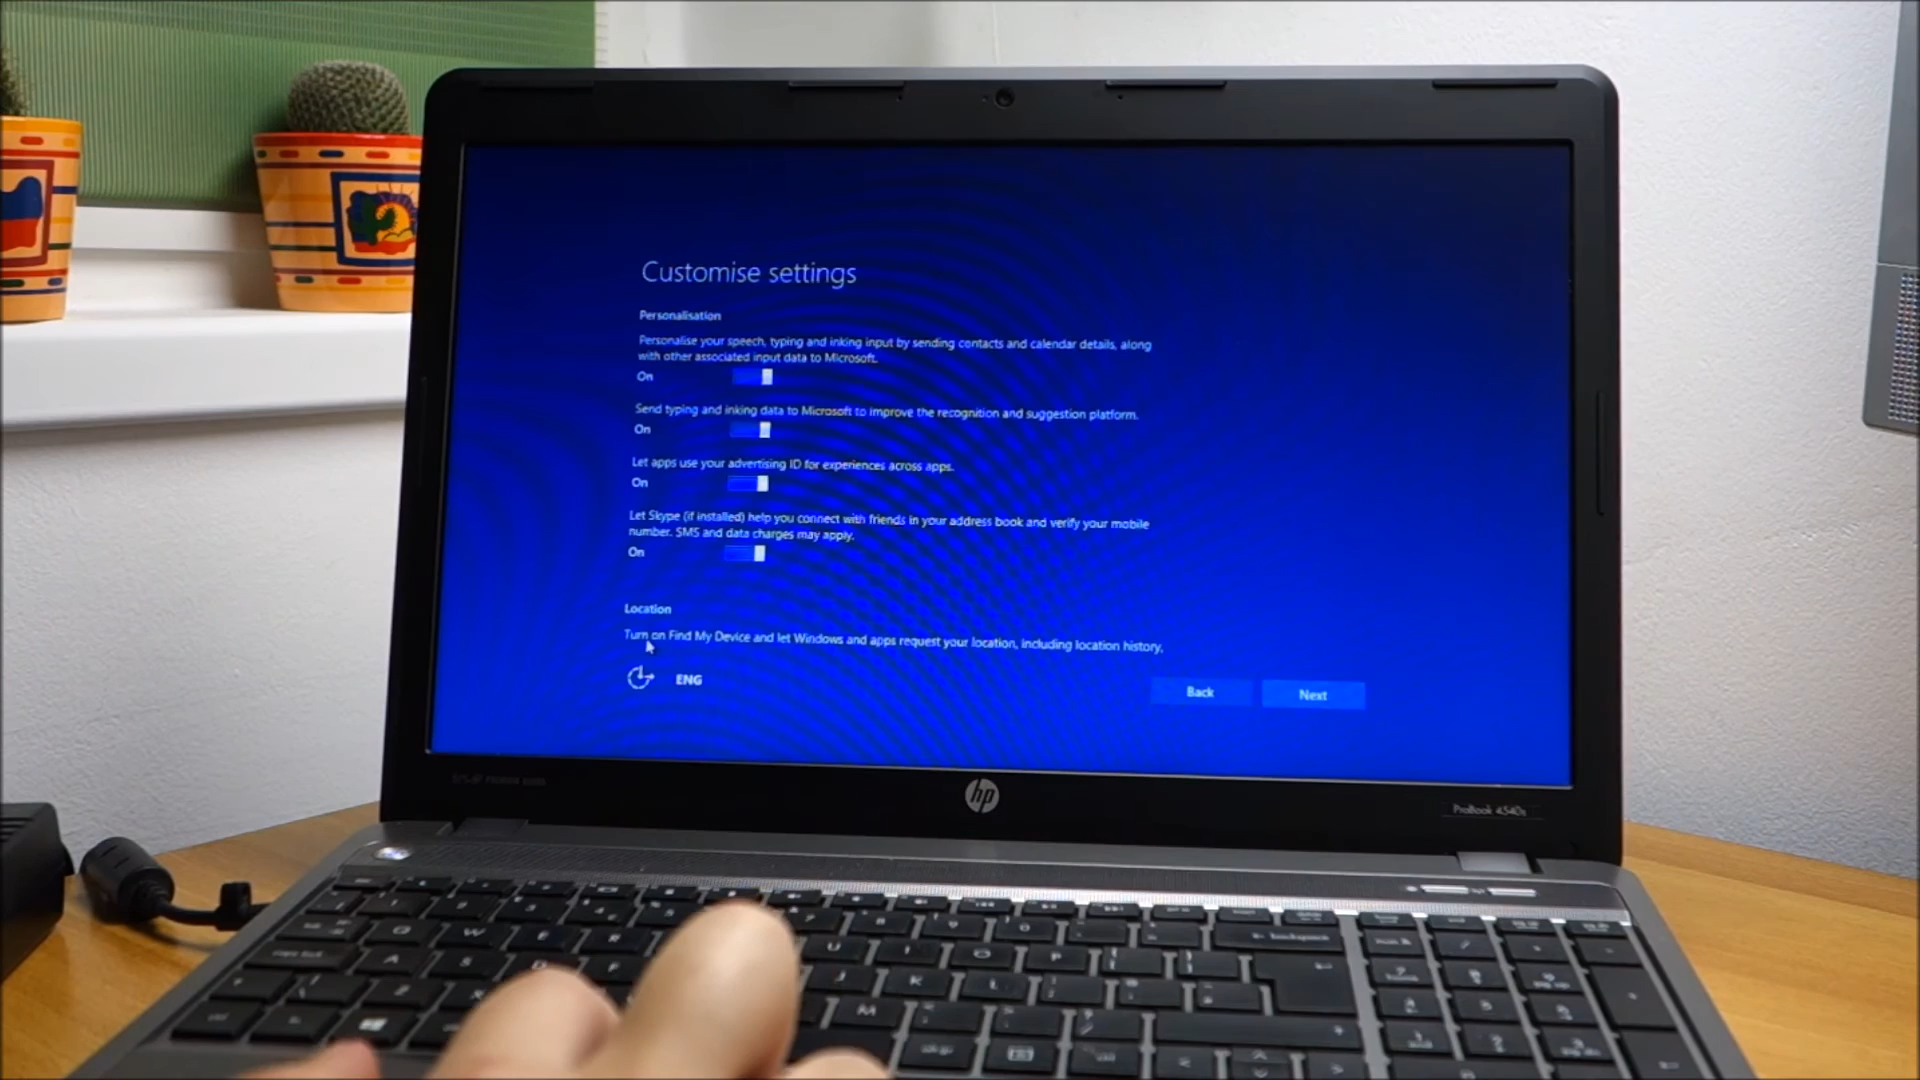 Customise settings
Personalisation
Personalise your speech, typing and inking input by sending contacts and calendar details, along
with other associated input data to Microsoft.
On
Send typing and inking data to Microsoft to improve the recognition and suggestion platform.
On
Let apps use your advertising ID for experiences across apps.
On
Let Skype (if installed) help you connect with friends in your address book and verify your mobile
number. SMS and data charges may apply.
On
Location
Turn on Find My Device and let Windows and apps request your location, including location history,
ENG
Back
Next
hp
ProBook 4540s